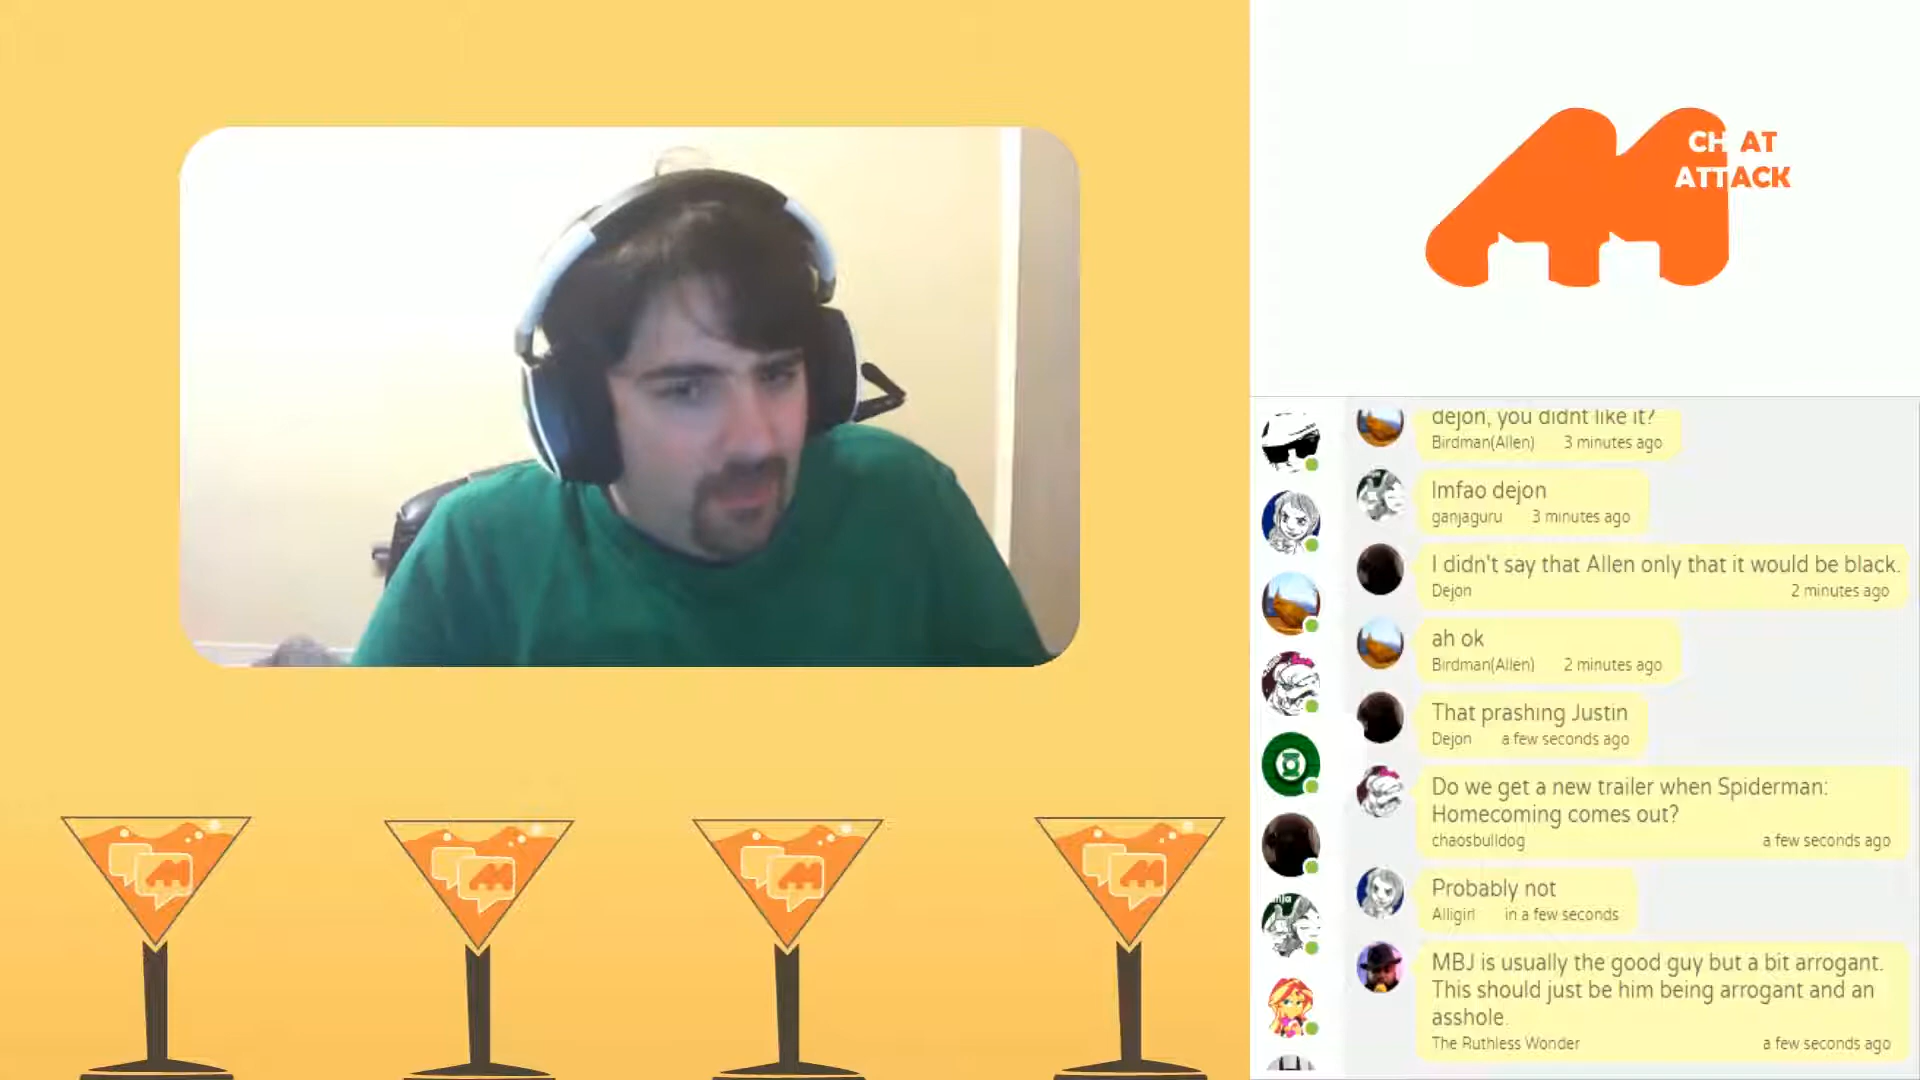 CHAT
ATTACK
dejon, you didnt like it?
Birdman(Allen) 3 minutes ago
lmfao dejon
ganjaguru 3 minutes ago
I didn't say that Allen only that it would be black.
Dejon 2 minutes ago
ah ok
Birdman(Allen) 2 minutes ago
That prashing Justin
Dejon a few seconds ago
Do we get a new trailer when Spiderman:
Homecoming comes out?
chaosbulldog a few seconds ago
Probably not
Alligirl in a few seconds
MBJ is usually the good guy but a bit arrogant.
This should just be him being arrogant and an
asshole.
The Ruthless Wonder a few seconds ago